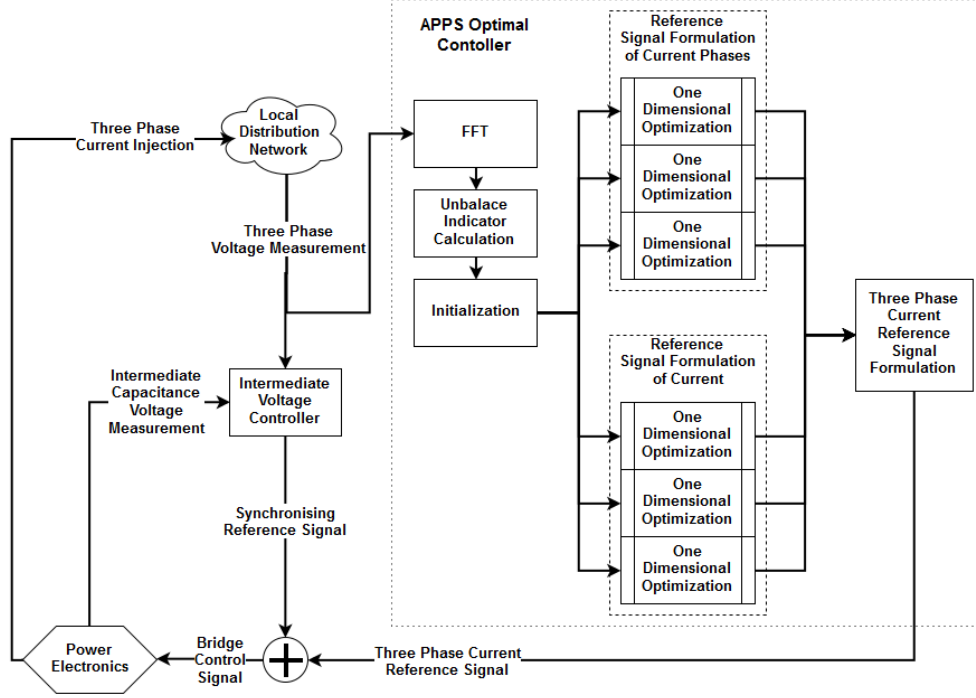 APPS Optimal
Contoller
Reference
Signal Formulation
of Current Phases
One
Dimensional
Optimization
One
Dimensional
Optimization
One
Dimensional
Optimization
FFT
Unbalace
Indicator
Calculation
Initialization
Three Phase
Current Injection
Local
Distribution
Network
Three Phase
Voltage Measurement
Three Phase
Current
Reference
Signal
Formulation
Reference
Signal Formulation
of Current
One
Dimensional
Optimization
One
Dimensional
Optimization
One
Dimensional
Optimization
Intermediate
Capacitance
Voltage
Measurement
Intermediate
Voltage
Controller
Synchronising
Reference Signal
Power
Electronics
Bridge
Control
Signal
Three Phase Current
Reference Signal